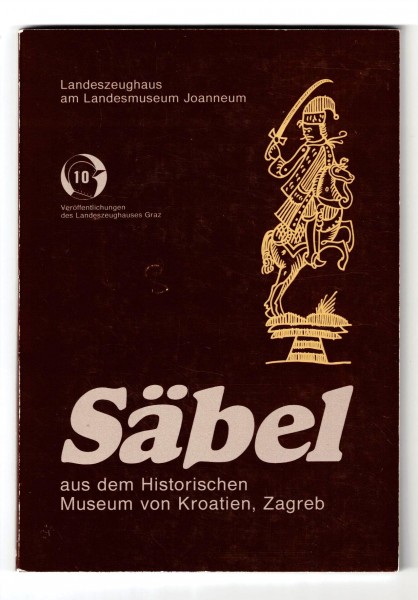 Landeszeughaus
am Landesmuseum Joanneum
10
Veröffentlichungen
des Landeszeughauses Graz
Säbel
aus dem Historischen
Museum von Kroatien, Zagreb